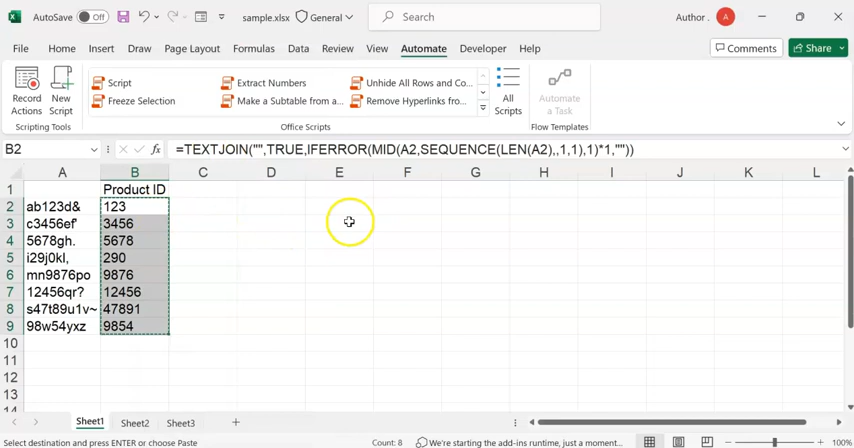 AutoSave Off sample.xlsx General Search Author . A
File Home Insert Draw Page Layout Formulas Data Review View Automate Developer Help Comments Share
Script Extract Numbers Unhide All Rows and Co...
Freeze Selection Make a Subtable from a... Remove Hyperlinks fro...
Record Actions New Script All Scripts Automate a Task
Scripting Tools Office Scripts Flow Templates
B2 fx =TEXTJOIN("",TRUE,IFERROR(MID(A2,SEQUENCE(LEN(A2),,1,1),1)*1,""))
A B C D E F G H I J K L
1 Product ID
2 ab123d& 123
3 c3456ef' 3456
4 5678gh. 5678
5 i29j0kl, 290
6 mn9876po 9876
7 12456qr? 12456
8 s47t89u1v~ 47891
9 98w54yxz 9854
10
11
12
13
14
Sheet1 Sheet2 Sheet3
Select destination and press ENTER or choose Paste Count: 8 We're starting the add-ins runtime, just a moment... 100%